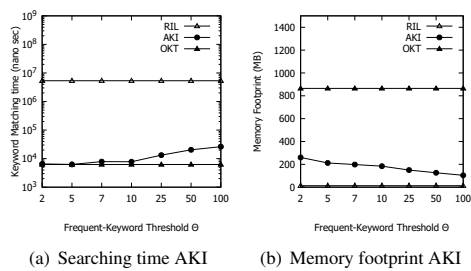 10^9
10^8
10^7
10^6
10^5
10^4
10^3
Keyword Matching time (nano sec)
RIL
AKI
OKT
2 5 7 10 25 50 100
Frequent-Keyword Threshold Θ
(a) Searching time AKI
1400
1200
1000
800
600
400
200
0
Memory Footprint (MB)
RIL
AKI
OKT
2 5 7 10 25 50 100
Frequent-Keyword Threshold Θ
(b) Memory footprint AKI